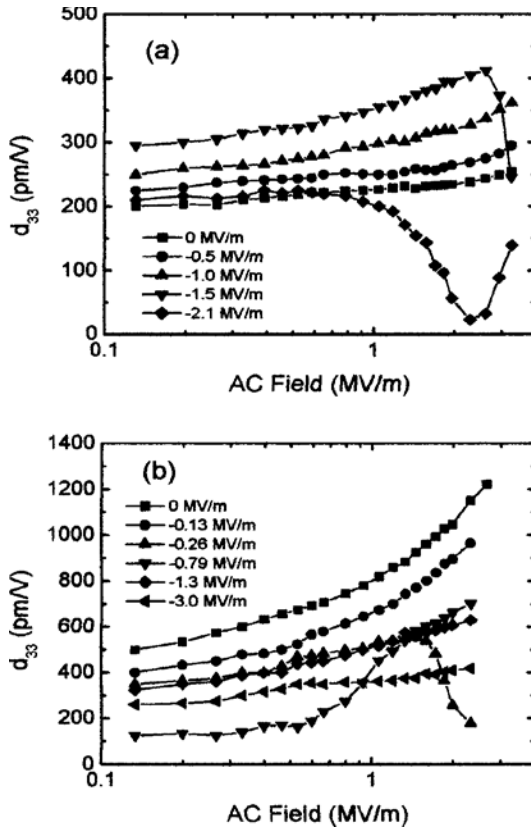 500
(a)
400
300
200
100
0
d33 (pm/V)
0 MV/m
-0.5 MV/m
-1.0 MV/m
-1.5 MV/m
-2.1 MV/m
0.1
1
AC Field (MV/m)
1400
(b)
1200
1000
800
600
400
200
0
d33 (pm/V)
0 MV/m
-0.13 MV/m
-0.26 MV/m
-0.79 MV/m
-1.3 MV/m
-3.0 MV/m
0.1
1
AC Field (MV/m)